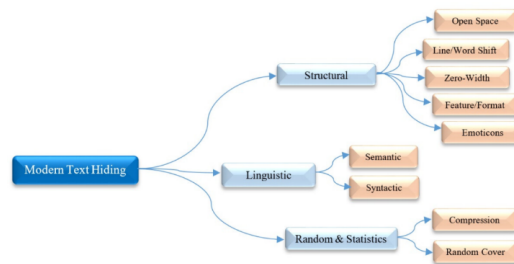 Modern Text Hiding
Structural
Open Space
Line/Word Shift
Zero-Width
Feature/Format
Emoticons
Linguistic
Semantic
Syntactic
Random & Statistics
Compression
Random Cover